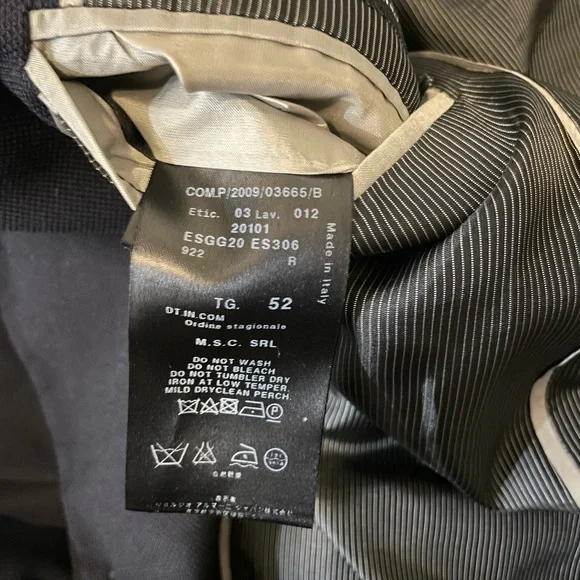 COM.P/2009/03665/B
Etic. 03 Lav. 012
20101
ESGG20 ES306
922 R
Made in Italy
TG. 52
DT.IN.COM
Ordine stagionale
M.S.C. SRL
DO NOT WASH
DO NOT BLEACH
DO NOT TUMBLER DRY
IRON AT LOW TEMPER.
MILD DRYCLEAN PERCH.
P